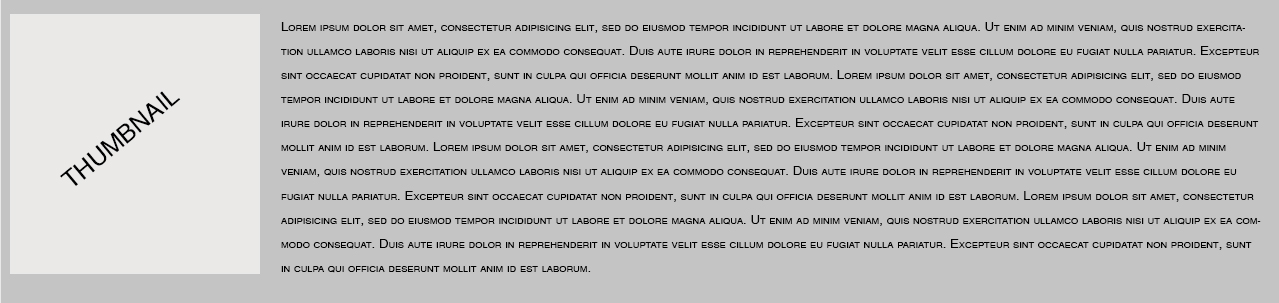 THUMBNAIL
Lorem ipsum dolor sit amet, consectetur adipisicing elit, sed do eiusmod tempor incididunt ut labore et dolore magna aliqua. Ut enim ad minim veniam, quis nostrud exercita-
tion ullamco laboris nisi ut aliquip ex ea commodo consequat. Duis aute irure dolor in reprehenderit in voluptate velit esse cillum dolore eu fugiat nulla pariatur. Excepteur
sint occaecat cupidatat non proident, sunt in culpa qui officia deserunt mollit anim id est laborum. Lorem ipsum dolor sit amet, consectetur adipisicing elit, sed do eiusmod
tempor incididunt ut labore et dolore magna aliqua. Ut enim ad minim veniam, quis nostrud exercitation ullamco laboris nisi ut aliquip ex ea commodo consequat. Duis aute
irure dolor in reprehenderit in voluptate velit esse cillum dolore eu fugiat nulla pariatur. Excepteur sint occaecat cupidatat non proident, sunt in culpa qui officia deserunt
mollit anim id est laborum. Lorem ipsum dolor sit amet, consectetur adipisicing elit, sed do eiusmod tempor incididunt ut labore et dolore magna aliqua. Ut enim ad minim
veniam, quis nostrud exercitation ullamco laboris nisi ut aliquip ex ea commodo consequat. Duis aute irure dolor in reprehenderit in voluptate velit esse cillum dolore eu
fugiat nulla pariatur. Excepteur sint occaecat cupidatat non proident, sunt in culpa qui officia deserunt mollit anim id est laborum. Lorem ipsum dolor sit amet, consectetur
adipisicing elit, sed do eiusmod tempor incididunt ut labore et dolore magna aliqua. Ut enim ad minim veniam, quis nostrud exercitation ullamco laboris nisi ut aliquip ex ea com-
modo consequat. Duis aute irure dolor in reprehenderit in voluptate velit esse cillum dolore eu fugiat nulla pariatur. Excepteur sint occaecat cupidatat non proident, sunt
in culpa qui officia deserunt mollit anim id est laborum.